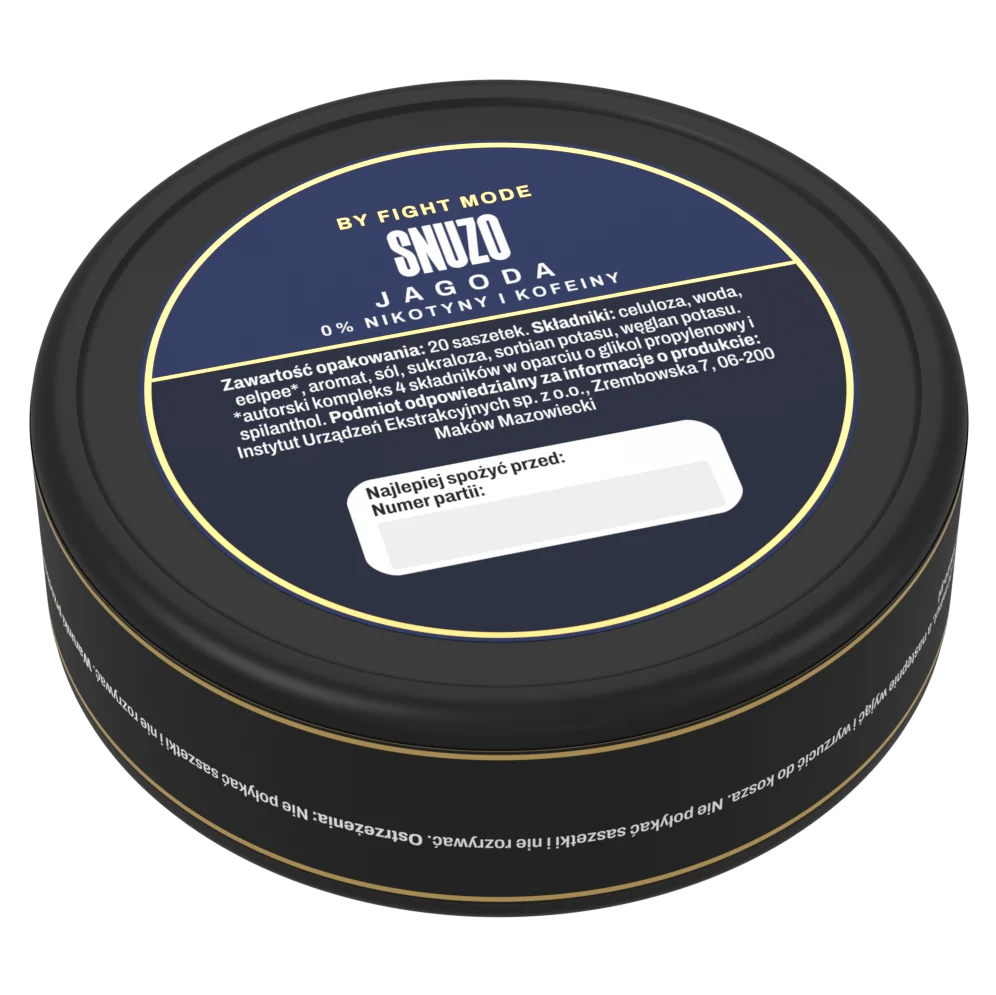 BY FIGHT MODE
SNUZO
JAGODA
0% NIKOTYNY I KOFEINY
Zawartość opakowania: 20 saszetek. Składniki: celuloza, woda,
eelpee*, aromat, sól, sukraloza, sorbian potasu, węglan potasu.
*autorski kompleks 4 składników w oparciu o glikol propylenowy i
spilanthol. Podmiot odpowiedzialny za informacje o produkcie:
Instytut Urządzeń Ekstrakcyjnych sp. z o.o., Zrembowska 7, 06-200
Maków Mazowiecki
Najlepiej spożyć przed:
Numer partii:
a następnie wyjąć i wyrzucić do kosza. Nie połykać saszetki i nie rozrywać. Ostrzeżenia: Nie połykać saszetki i nie rozrywać.